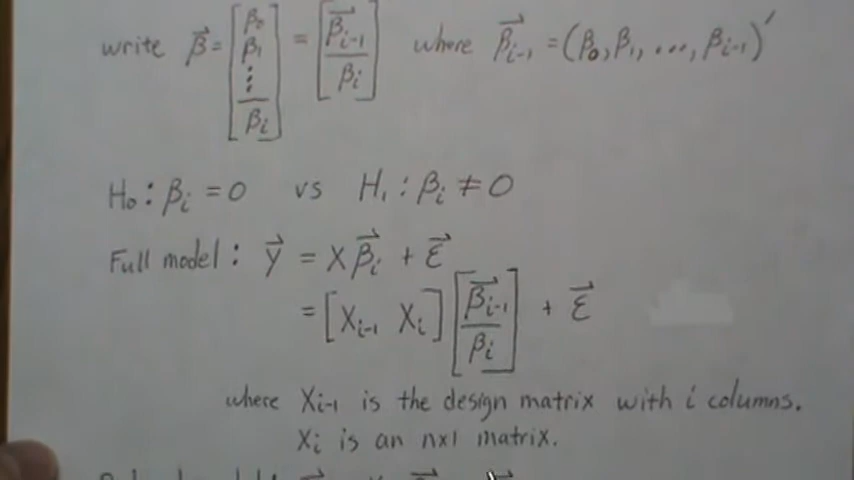 write β⃗ = [β₀ β₁ ⋮ βᵢ] = [β⃗ᵢ₋₁ βᵢ] where β⃗ᵢ₋₁ = (β₀, β₁, ..., βᵢ₋₁)′
H₀ : βᵢ = 0 vs H₁ : βᵢ ≠ 0
Full model : y⃗ = X β⃗ᵢ + ε⃗
= [Xᵢ₋₁ Xᵢ] [β⃗ᵢ₋₁ βᵢ] + ε⃗
where Xᵢ₋₁ is the design matrix with i columns.
Xᵢ is an n×1 matrix.